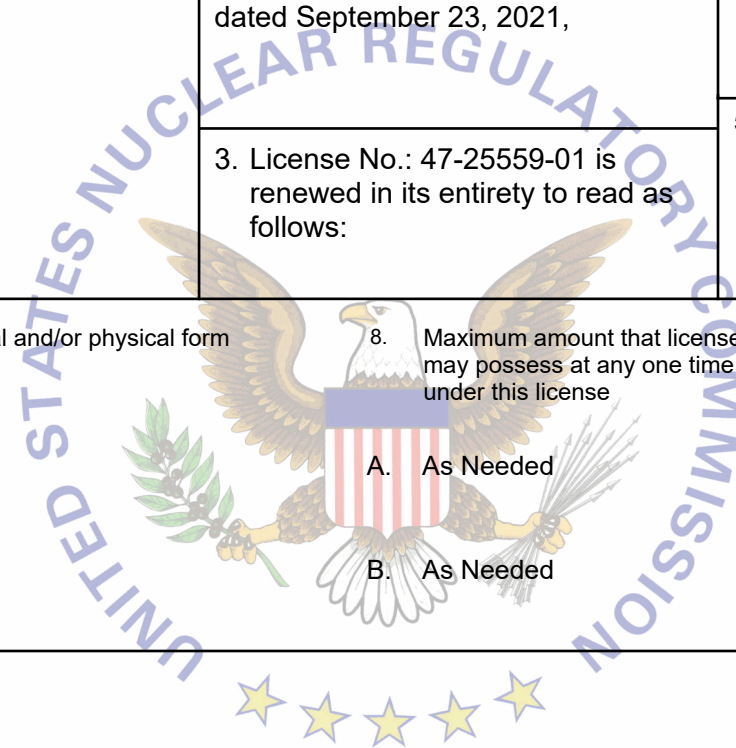 dated September 23, 2021,
3. License No.: 47-25559-01 is
renewed in its entirety to read as
follows:
and/or physical form
8. Maximum amount that
may possess at any one time
under this license
A. As Needed
B. As Needed
UNITED STATES NUCLEAR REGULATORY COMMISSION